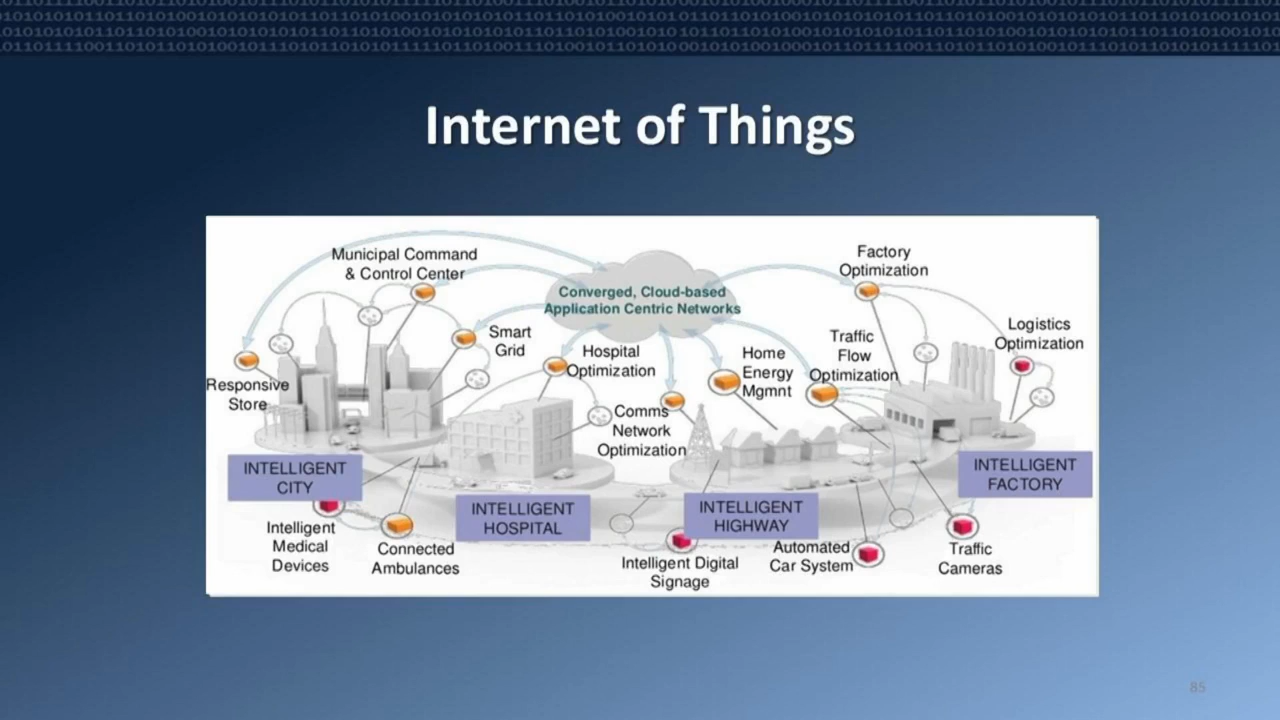 Internet of Things
Municipal Command
& Control Center
Converged, Cloud-based
Application Centric Networks
Factory
Optimization
Smart
Grid
Hospital
Optimization
Home
Energy
Mgmnt
Traffic
Flow
Optimization
Logistics
Optimization
Responsive
Store
Comms
Network
Optimization
INTELLIGENT
CITY
INTELLIGENT
HOSPITAL
INTELLIGENT
HIGHWAY
INTELLIGENT
FACTORY
Intelligent
Medical
Devices
Connected
Ambulances
Intelligent Digital
Signage
Automated
Car System
Traffic
Cameras
85